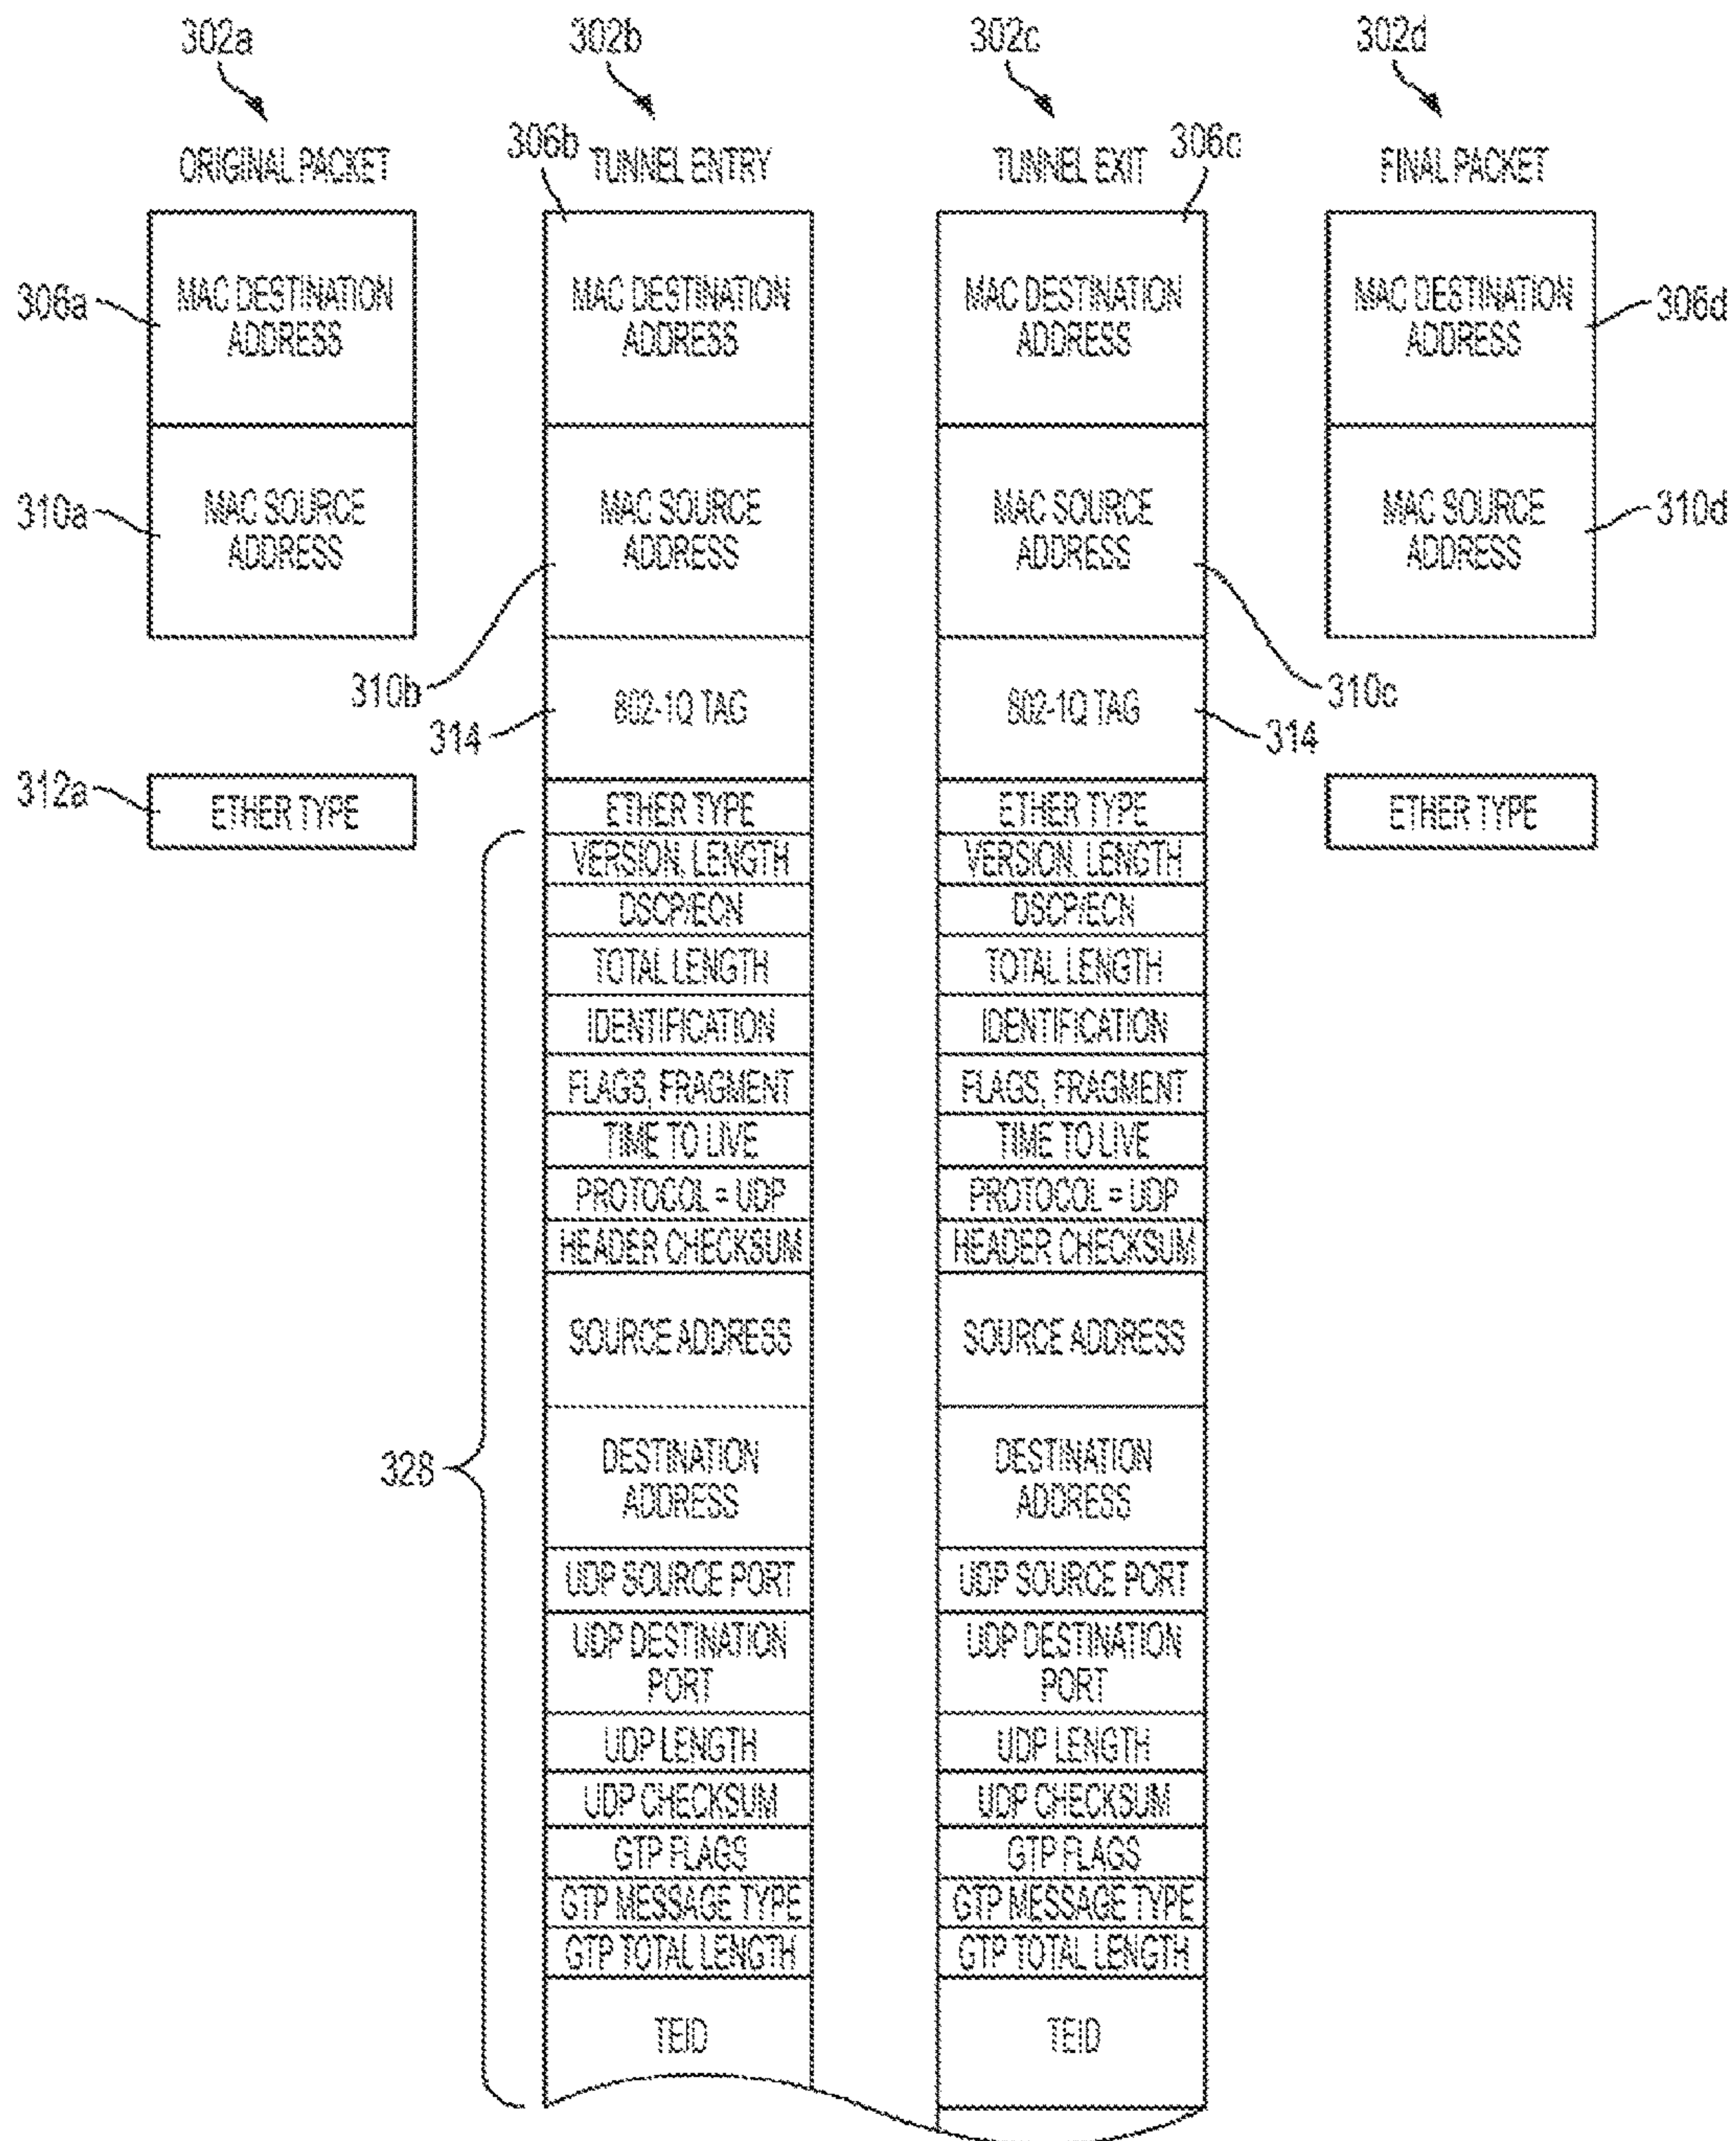 302a
302b
302c
302d
ORIGINAL PACKET
306b
TUNNEL ENTRY
TUNNEL EXIT
306c
FINAL PACKET
306a
MAC DESTINATION
ADDRESS
MAC DESTINATION
ADDRESS
MAC DESTINATION
ADDRESS
MAC DESTINATION
ADDRESS
306d
310a
MAC SOURCE
ADDRESS
MAC SOURCE
ADDRESS
MAC SOURCE
ADDRESS
MAC SOURCE
ADDRESS
310d
310b
310c
314
802-1Q TAG
802-1Q TAG
314
312a
ETHER TYPE
ETHER TYPE
ETHER TYPE
ETHER TYPE
VERSION, LENGTH
VERSION, LENGTH
DSCP/ECN
DSCP/ECN
TOTAL LENGTH
TOTAL LENGTH
IDENTIFICATION
IDENTIFICATION
FLAGS, FRAGMENT
FLAGS, FRAGMENT
TIME TO LIVE
TIME TO LIVE
PROTOCOL = UDP
PROTOCOL = UDP
HEADER CHECKSUM
HEADER CHECKSUM
SOURCE ADDRESS
SOURCE ADDRESS
328
DESTINATION
ADDRESS
DESTINATION
ADDRESS
UDP SOURCE PORT
UDP SOURCE PORT
UDP DESTINATION
PORT
UDP DESTINATION
PORT
UDP LENGTH
UDP LENGTH
UDP CHECKSUM
UDP CHECKSUM
GTP FLAGS
GTP FLAGS
GTP MESSAGE TYPE
GTP MESSAGE TYPE
GTP TOTAL LENGTH
GTP TOTAL LENGTH
TEID
TEID